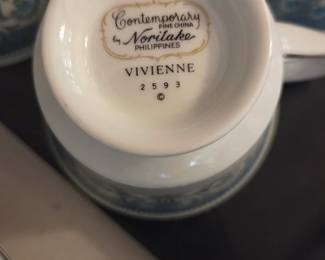 Contemporary
FINE CHINA
by Noritake
PHILIPPINES
VIVIENNE
2593
©